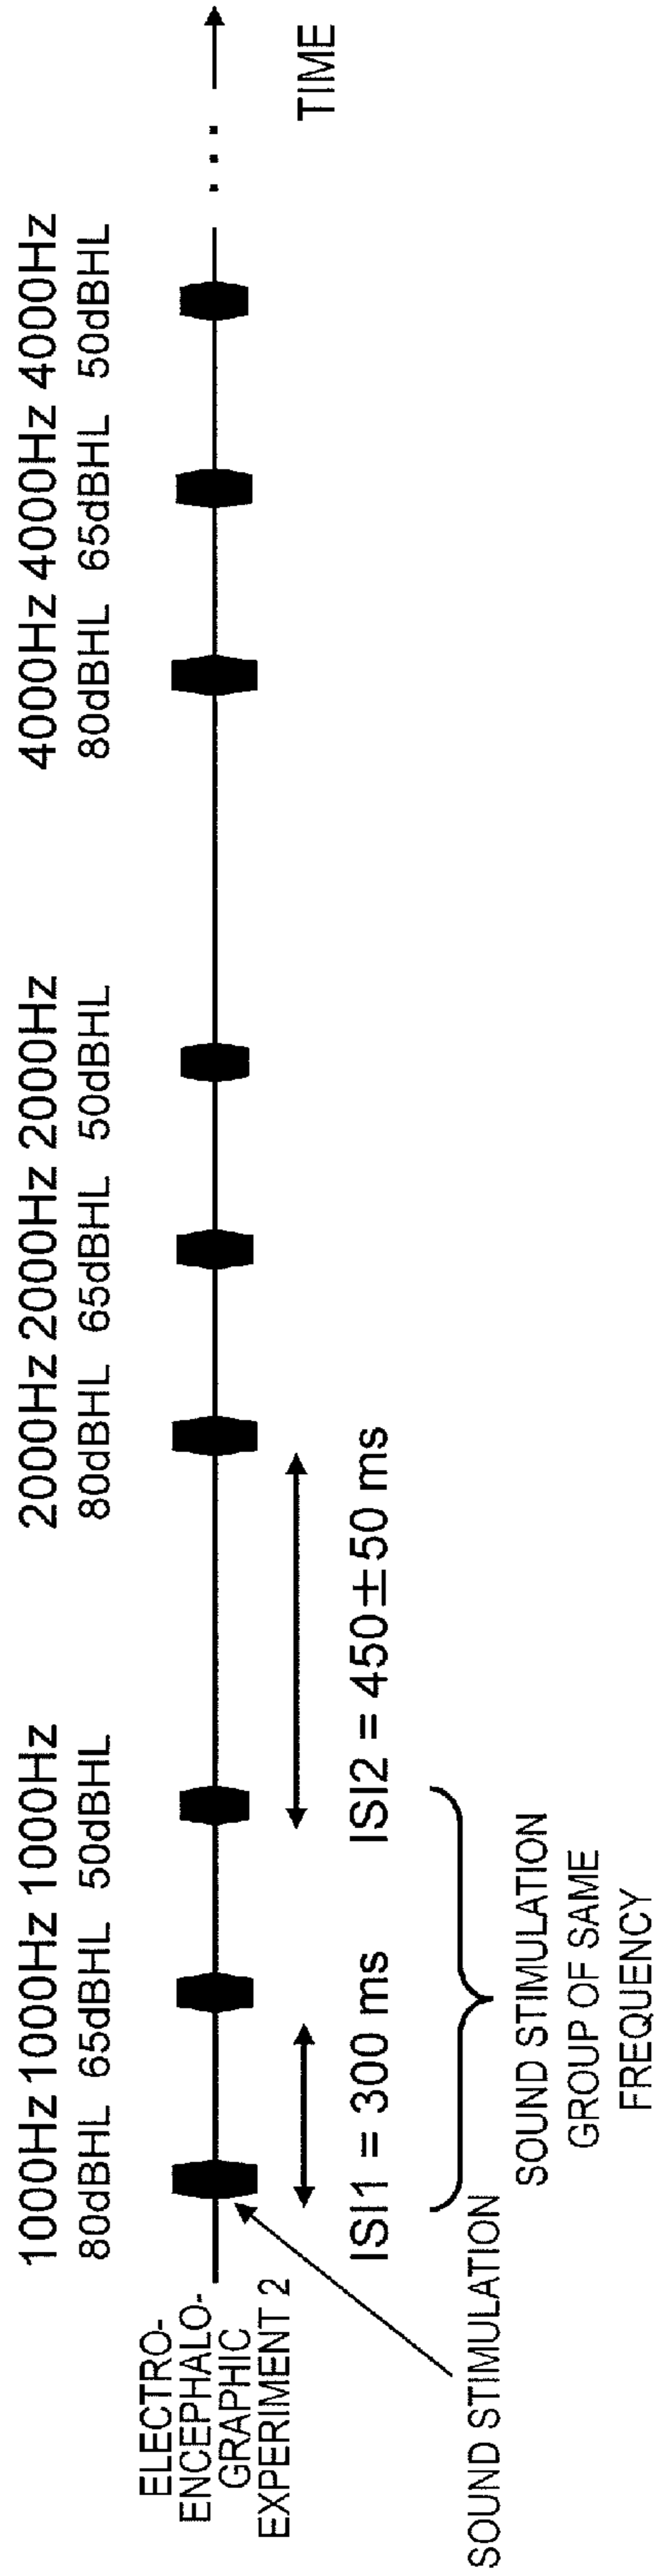 1000Hz 1000Hz 1000Hz 2000Hz 2000Hz 2000Hz 4000Hz 4000Hz 4000Hz
80dBHL 65dBHL 50dBHL 80dBHL 65dBHL 50dBHL 80dBHL 65dBHL 50dBHL
ELECTRO-
ENCEPHALO-
GRAPHIC
EXPERIMENT 2
...
TIME
ISI1 = 300 ms
ISI2 = 450±50 ms
SOUND STIMULATION
SOUND STIMULATION
GROUP OF SAME
FREQUENCY